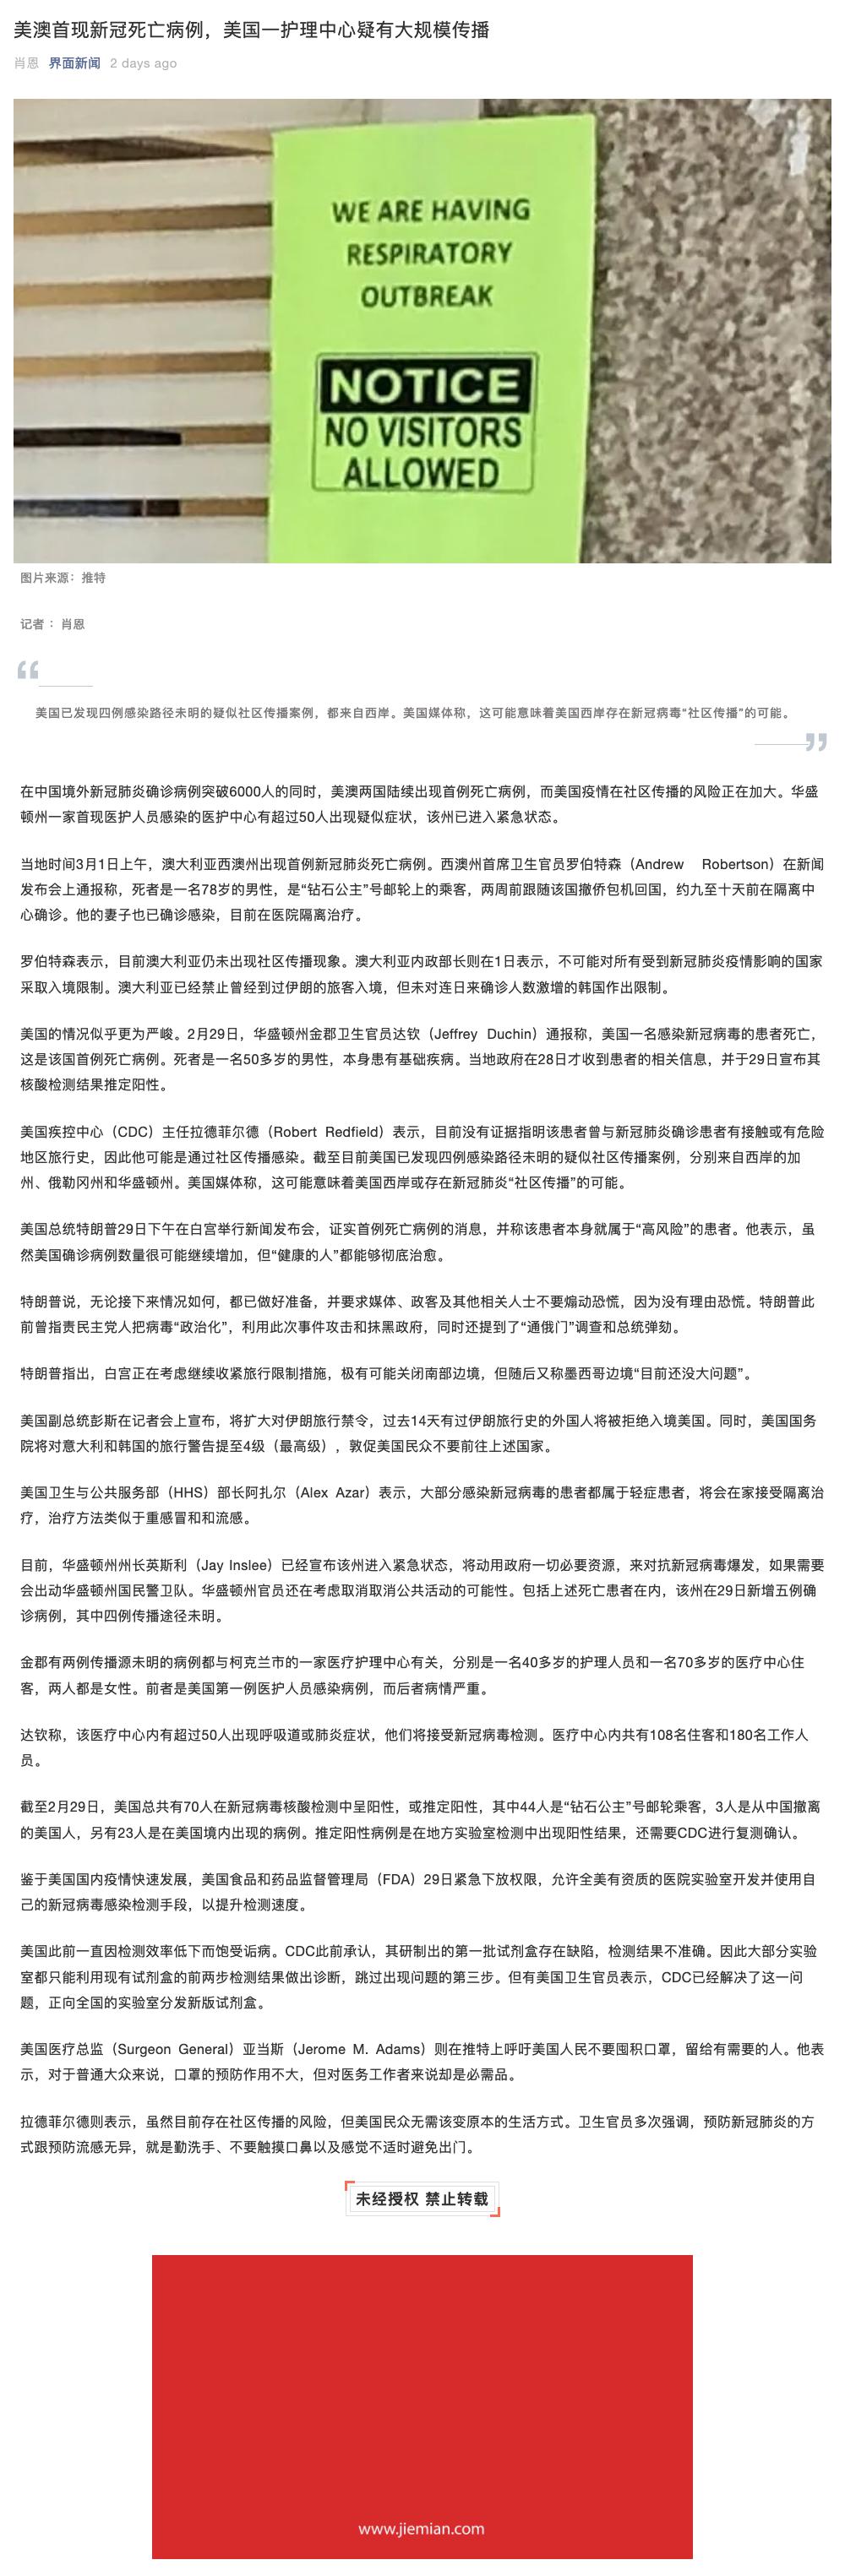 美澳首现新冠死亡病例，美国一护理中心疑有大规模传播
肖恩 界面新闻 2 days ago
WE ARE HAVING
RESPIRATORY
OUTBREAK
NOTICE
NO VISITORS
ALLOWED
图片来源：推特
记者 ：肖恩
“
美国已发现四例感染路径未明的疑似社区传播案例，都来自西岸。美国媒体称，这可能意味着美国西岸存在新冠病毒“社区传播”的可能。
”
在中国境外新冠肺炎确诊病例突破6000人的同时，美澳两国陆续出现首例死亡病例，而美国疫情在社区传播的风险正在加大。华盛
顿州一家首现医护人员感染的医护中心有超过50人出现疑似症状，该州已进入紧急状态。
当地时间3月1日上午，澳大利亚西澳州出现首例新冠肺炎死亡病例。西澳州首席卫生官员罗伯特森（Andrew Robertson）在新闻
发布会上通报称，死者是一名78岁的男性，是“钻石公主”号邮轮上的乘客，两周前跟随该国撤侨包机回国，约九至十天前在隔离中
心确诊。他的妻子也已确诊感染，目前在医院隔离治疗。
罗伯特森表示，目前澳大利亚仍未出现社区传播现象。澳大利亚内政部长则在1日表示，不可能对所有受到新冠肺炎疫情影响的国家
采取入境限制。澳大利亚已经禁止曾经到过伊朗的旅客入境，但未对连日来确诊人数激增的韩国作出限制。
美国的情况似乎更为严峻。2月29日，华盛顿州金郡卫生官员达钦（Jeffrey Duchin）通报称，美国一名感染新冠病毒的患者死亡，
这是该国首例死亡病例。死者是一名50多岁的男性，本身患有基础疾病。当地政府在28日才收到患者的相关信息，并于29日宣布其
核酸检测结果推定阳性。
美国疾控中心（CDC）主任拉德菲尔德（Robert Redfield）表示，目前没有证据指明该患者曾与新冠肺炎确诊患者有接触或有危险
地区旅行史，因此他可能是通过社区传播感染。截至目前美国已发现四例感染路径未明的疑似社区传播案例，分别来自西岸的加
州、俄勒冈州和华盛顿州。美国媒体称，这可能意味着美国西岸或存在新冠肺炎“社区传播”的可能。
美国总统特朗普29日下午在白宫举行新闻发布会，证实首例死亡病例的消息，并称该患者本身就属于“高风险”的患者。他表示，虽
然美国确诊病例数量很可能继续增加，但“健康的人”都能够彻底治愈。
特朗普说，无论接下来情况如何，都已做好准备，并要求媒体、政客及其他相关人士不要煽动恐慌，因为没有理由恐慌。特朗普此
前曾指责民主党人把病毒“政治化”，利用此次事件攻击和抹黑政府，同时还提到了“通俄门”调查和总统弹劾。
特朗普指出，白宫正在考虑继续收紧旅行限制措施，极有可能关闭南部边境，但随后又称墨西哥边境“目前还没大问题”。
美国副总统彭斯在记者会上宣布，将扩大对伊朗旅行禁令，过去14天有过伊朗旅行史的外国人将被拒绝入境美国。同时，美国国务
院将对意大利和韩国的旅行警告提至4级（最高级），敦促美国民众不要前往上述国家。
美国卫生与公共服务部（HHS）部长阿扎尔（Alex Azar）表示，大部分感染新冠病毒的患者都属于轻症患者，将会在家接受隔离治
疗，治疗方法类似于重感冒和和流感。
目前，华盛顿州州长英斯利（Jay Inslee）已经宣布该州进入紧急状态，将动用政府一切必要资源，来对抗新冠病毒爆发，如果需要
会出动华盛顿州国民警卫队。华盛顿州官员还在考虑取消取消公共活动的可能性。包括上述死亡患者在内，该州在29日新增五例确
诊病例，其中四例传播途径未明。
金郡有两例传播源未明的病例都与柯克兰市的一家医疗护理中心有关，分别是一名40多岁的护理人员和一名70多岁的医疗中心住
客，两人都是女性。前者是美国第一例医护人员感染病例，而后者病情严重。
达钦称，该医疗中心内有超过50人出现呼吸道或肺炎症状，他们将接受新冠病毒检测。医疗中心内共有108名住客和180名工作人
员。
截至2月29日，美国总共有70人在新冠病毒核酸检测中呈阳性，或推定阳性，其中44人是“钻石公主”号邮轮乘客，3人是从中国撤离
的美国人，另有23人是在美国境内出现的病例。推定阳性病例是在地方实验室检测中出现阳性结果，还需要CDC进行复测确认。
鉴于美国国内疫情快速发展，美国食品和药品监督管理局（FDA）29日紧急下放权限，允许全美有资质的医院实验室开发并使用自
己的新冠病毒感染检测手段，以提升检测速度。
美国此前一直因检测效率低下而饱受诟病。CDC此前承认，其研制出的第一批试剂盒存在缺陷，检测结果不准确。因此大部分实验
室都只能利用现有试剂盒的前两步检测结果做出诊断，跳过出现问题的第三步。但有美国卫生官员表示，CDC已经解决了这一问
题，正向全国的实验室分发新版试剂盒。
美国医疗总监（Surgeon General）亚当斯（Jerome M. Adams）则在推特上呼吁美国人民不要囤积口罩，留给有需要的人。他表
示，对于普通大众来说，口罩的预防作用不大，但对医务工作者来说却是必需品。
拉德菲尔德则表示，虽然目前存在社区传播的风险，但美国民众无需该变原本的生活方式。卫生官员多次强调，预防新冠肺炎的方
式跟预防流感无异，就是勤洗手、不要触摸口鼻以及感觉不适时避免出门。
未经授权 禁止转载
www.jiemian.com